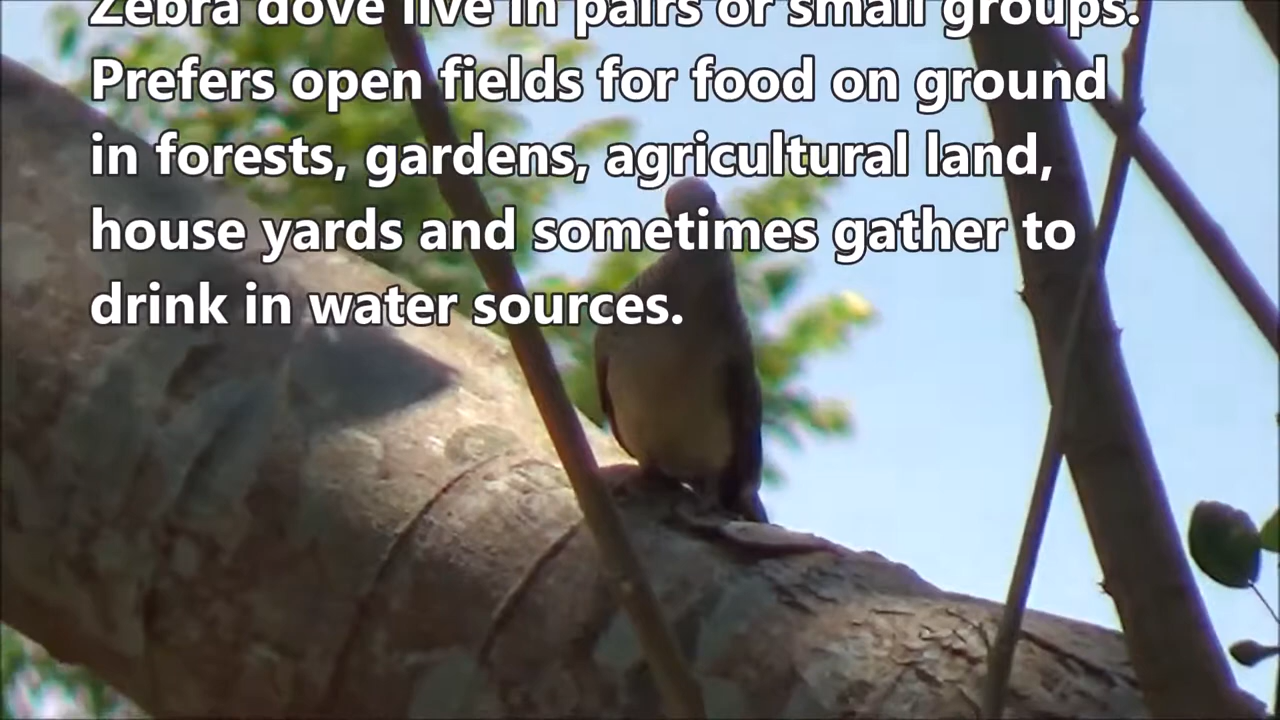 Zebra dove live in pairs or small groups.
Prefers open fields for food on ground
in forests, gardens, agricultural land,
house yards and sometimes gather to
drink in water sources.